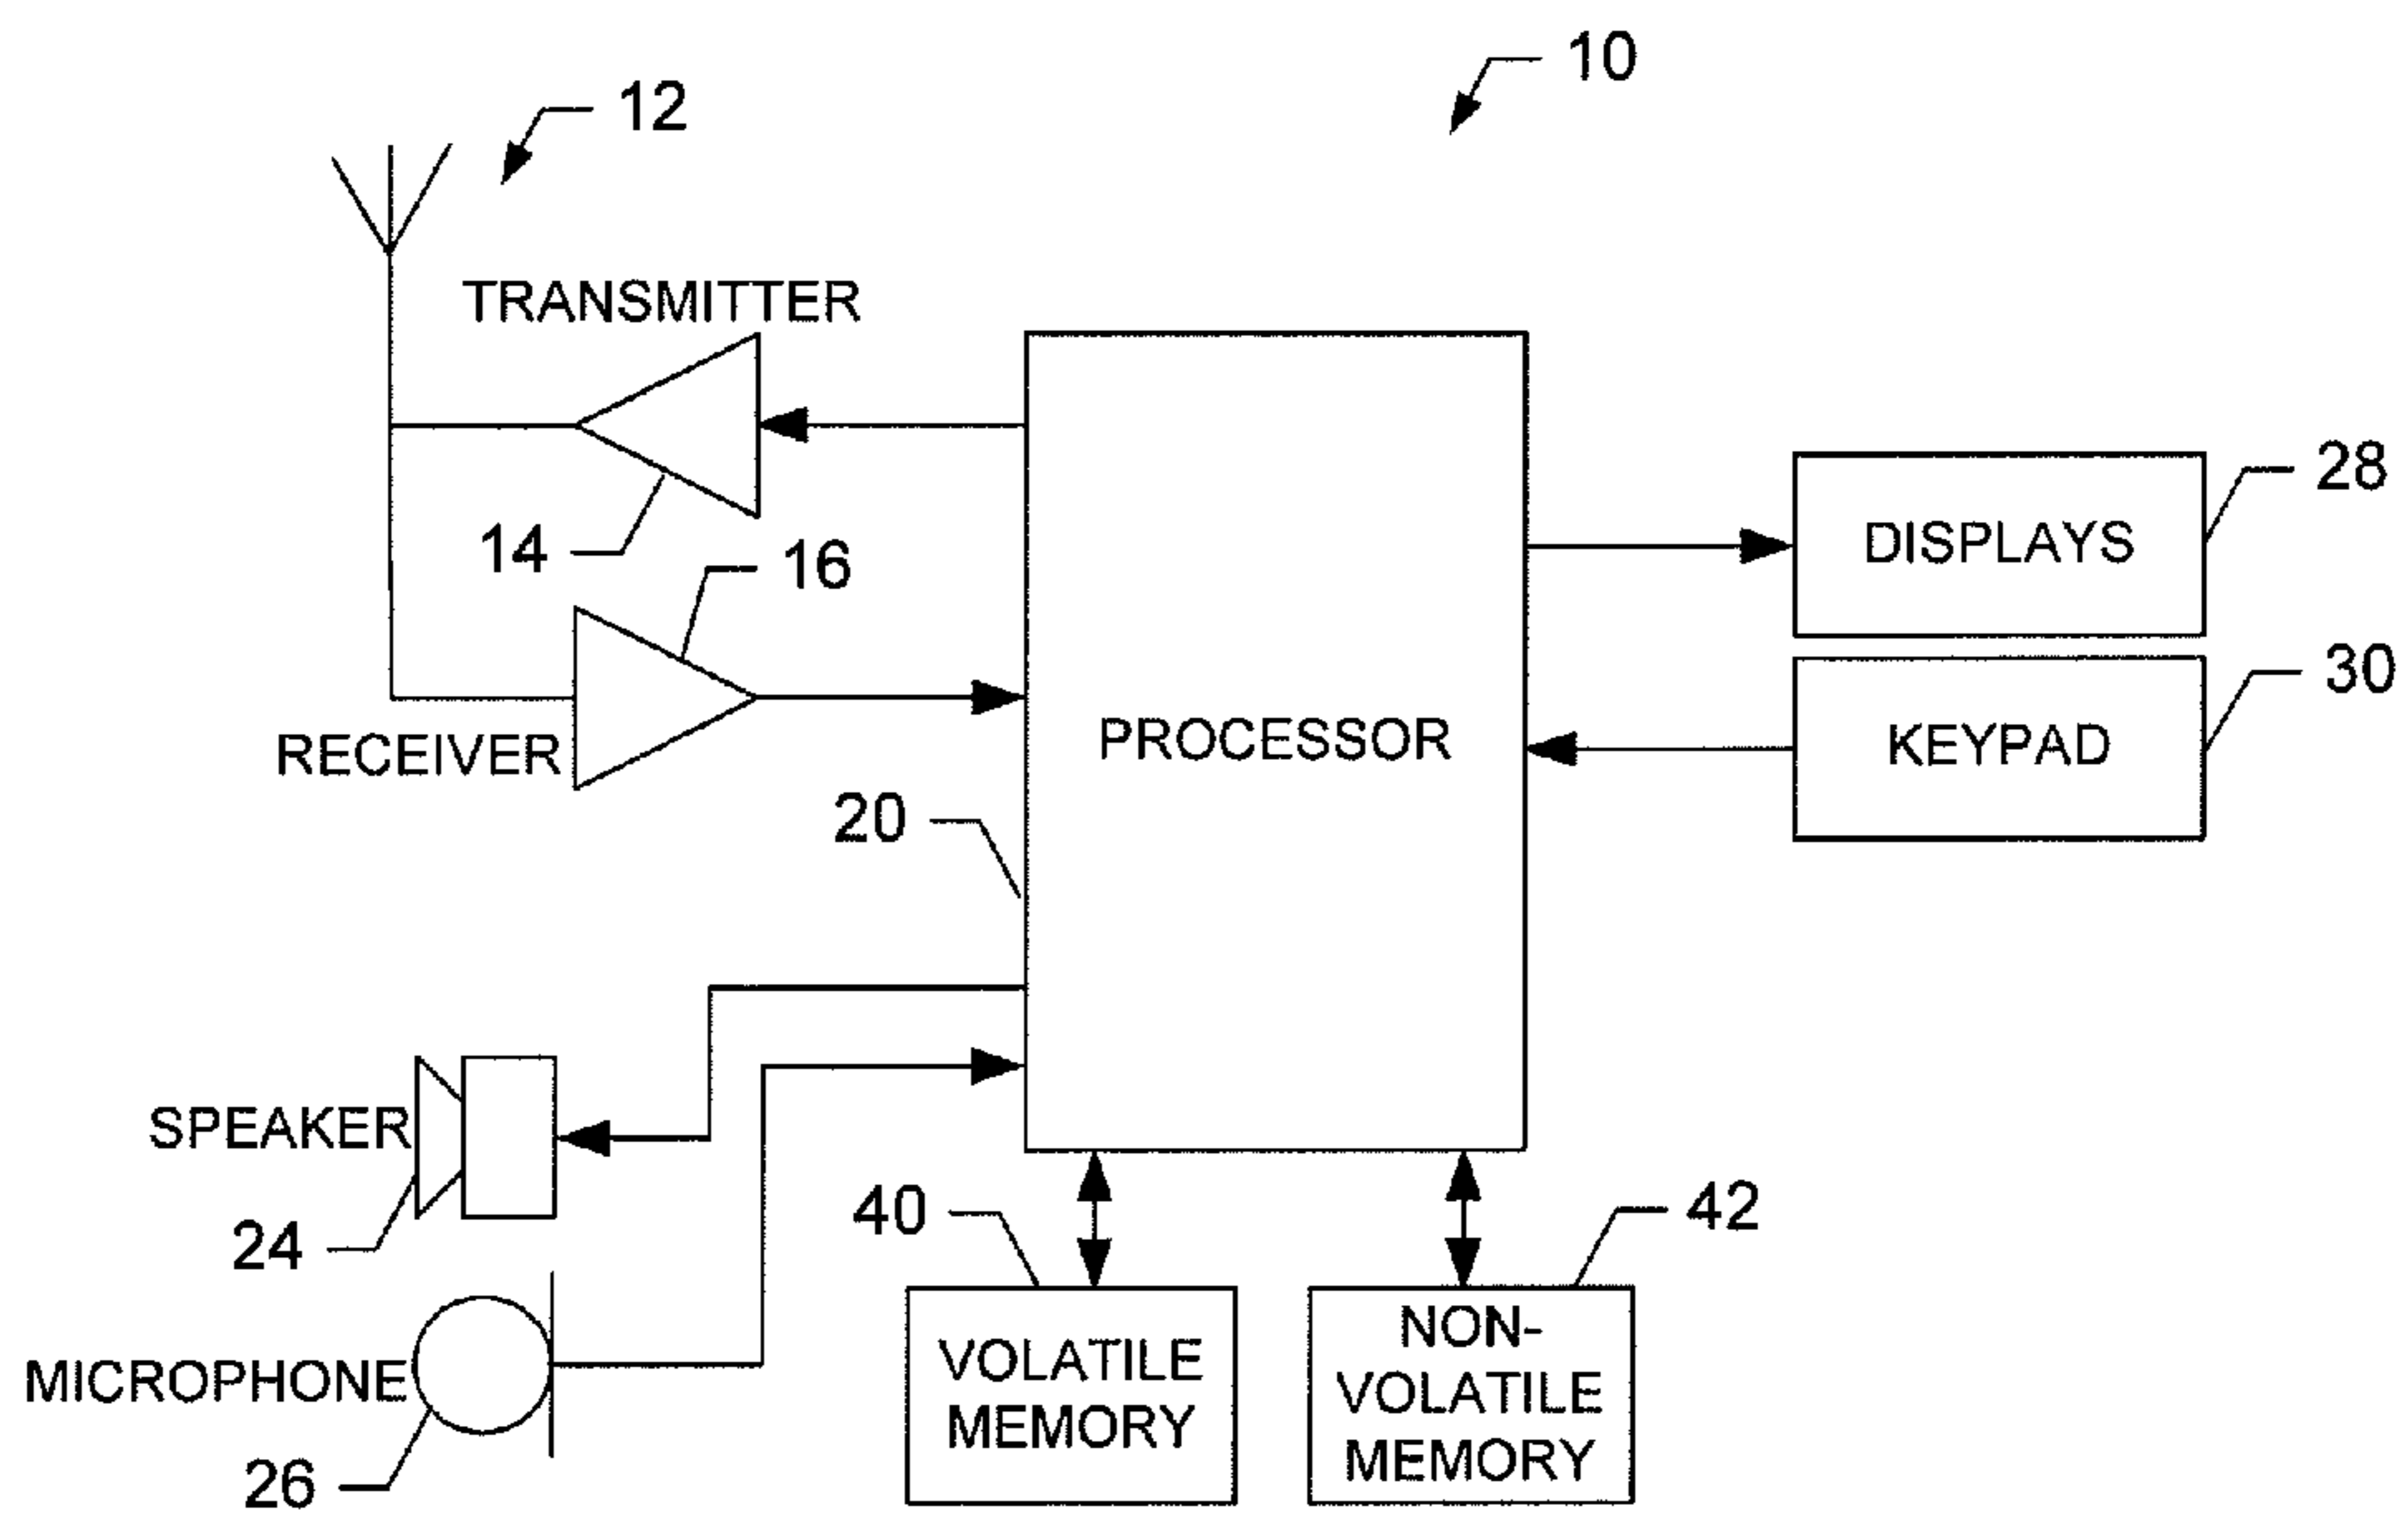 10
12
TRANSMITTER
14
16
RECEIVER
PROCESSOR
20
DISPLAYS
28
KEYPAD
30
SPEAKER
24
MICROPHONE
26
40
VOLATILE
MEMORY
42
NON-
VOLATILE
MEMORY